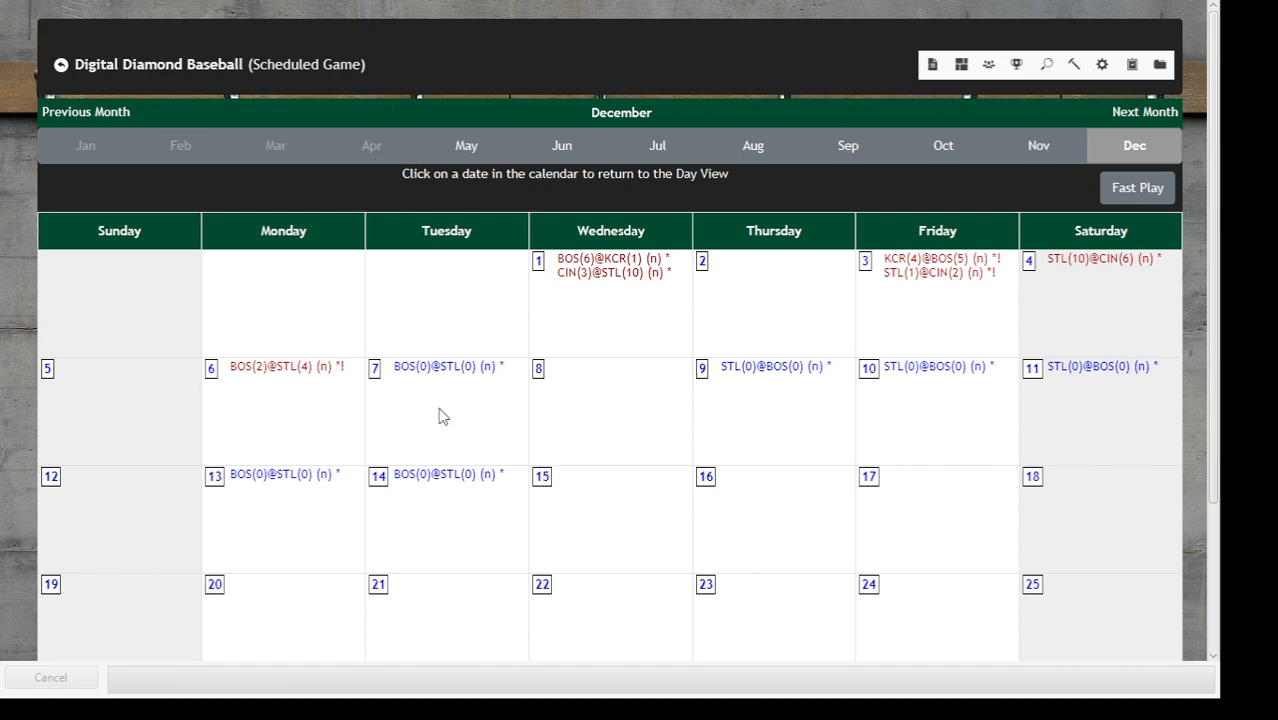 Digital Diamond Baseball (Scheduled Game)
Previous Month December Next Month
Jan Feb Mar Apr May Jun Jul Aug Sep Oct Nov Dec
Click on a date in the calendar to return to the Day View
Fast Play
Sunday Monday Tuesday Wednesday Thursday Friday Saturday
1 BOS(6)@KCR(1) (n) *
CIN(3)@STL(10) (n) *
2
3 KCR(4)@BOS(5) (n) *!
STL(1)@CIN(2) (n) *!
4 STL(10)@CIN(6) (n) *
5
6 BOS(2)@STL(4) (n) *!
7 BOS(0)@STL(0) (n) *
8
9 STL(0)@BOS(0) (n) *
10 STL(0)@BOS(0) (n) *
11 STL(0)@BOS(0) (n) *
12
13 BOS(0)@STL(0) (n) *
14 BOS(0)@STL(0) (n) *
15
16
17
18
19
20
21
22
23
24
25
Cancel